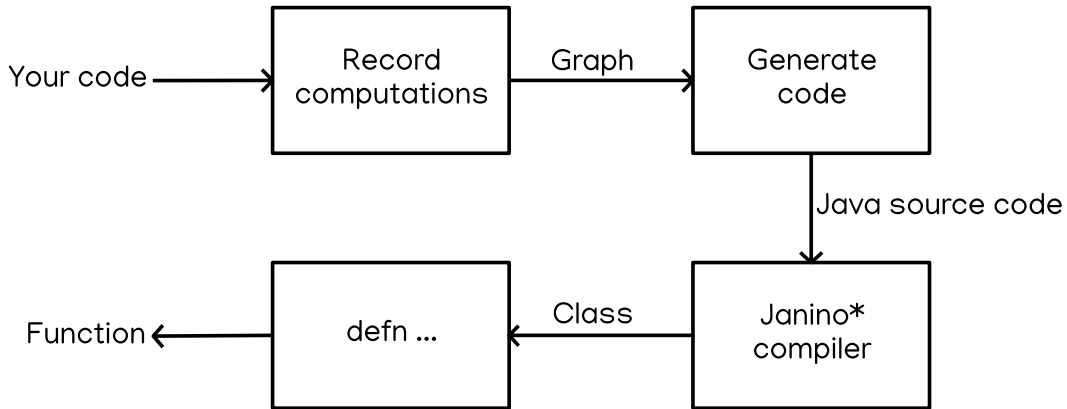 Your code
Record
computations
Graph
Generate
code
Java source code
Function
defn ...
Class
Janino*
compiler